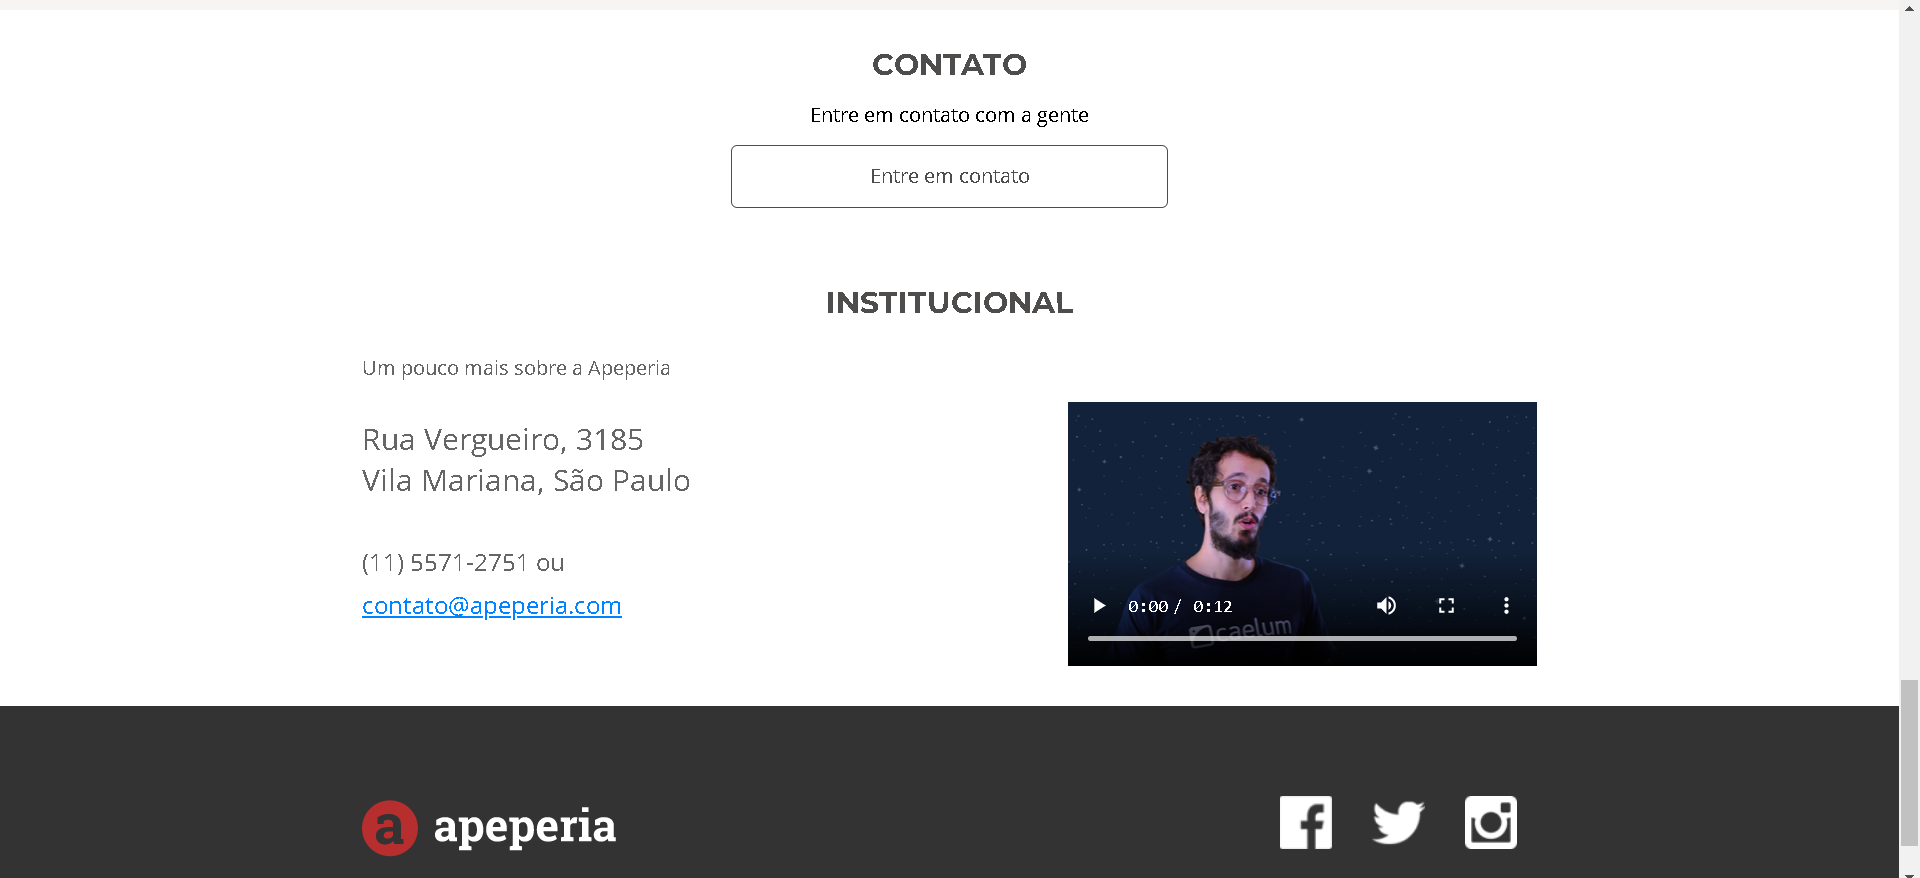 CONTATO
Entre em contato com a gente
Entre em contato
INSTITUCIONAL
Um pouco mais sobre a Apeperia
Rua Vergueiro, 3185
Vila Mariana, São Paulo
(11) 5571-2751 ou
contato@apeperia.com
0:00 / 0:12
caelum
a apeperia